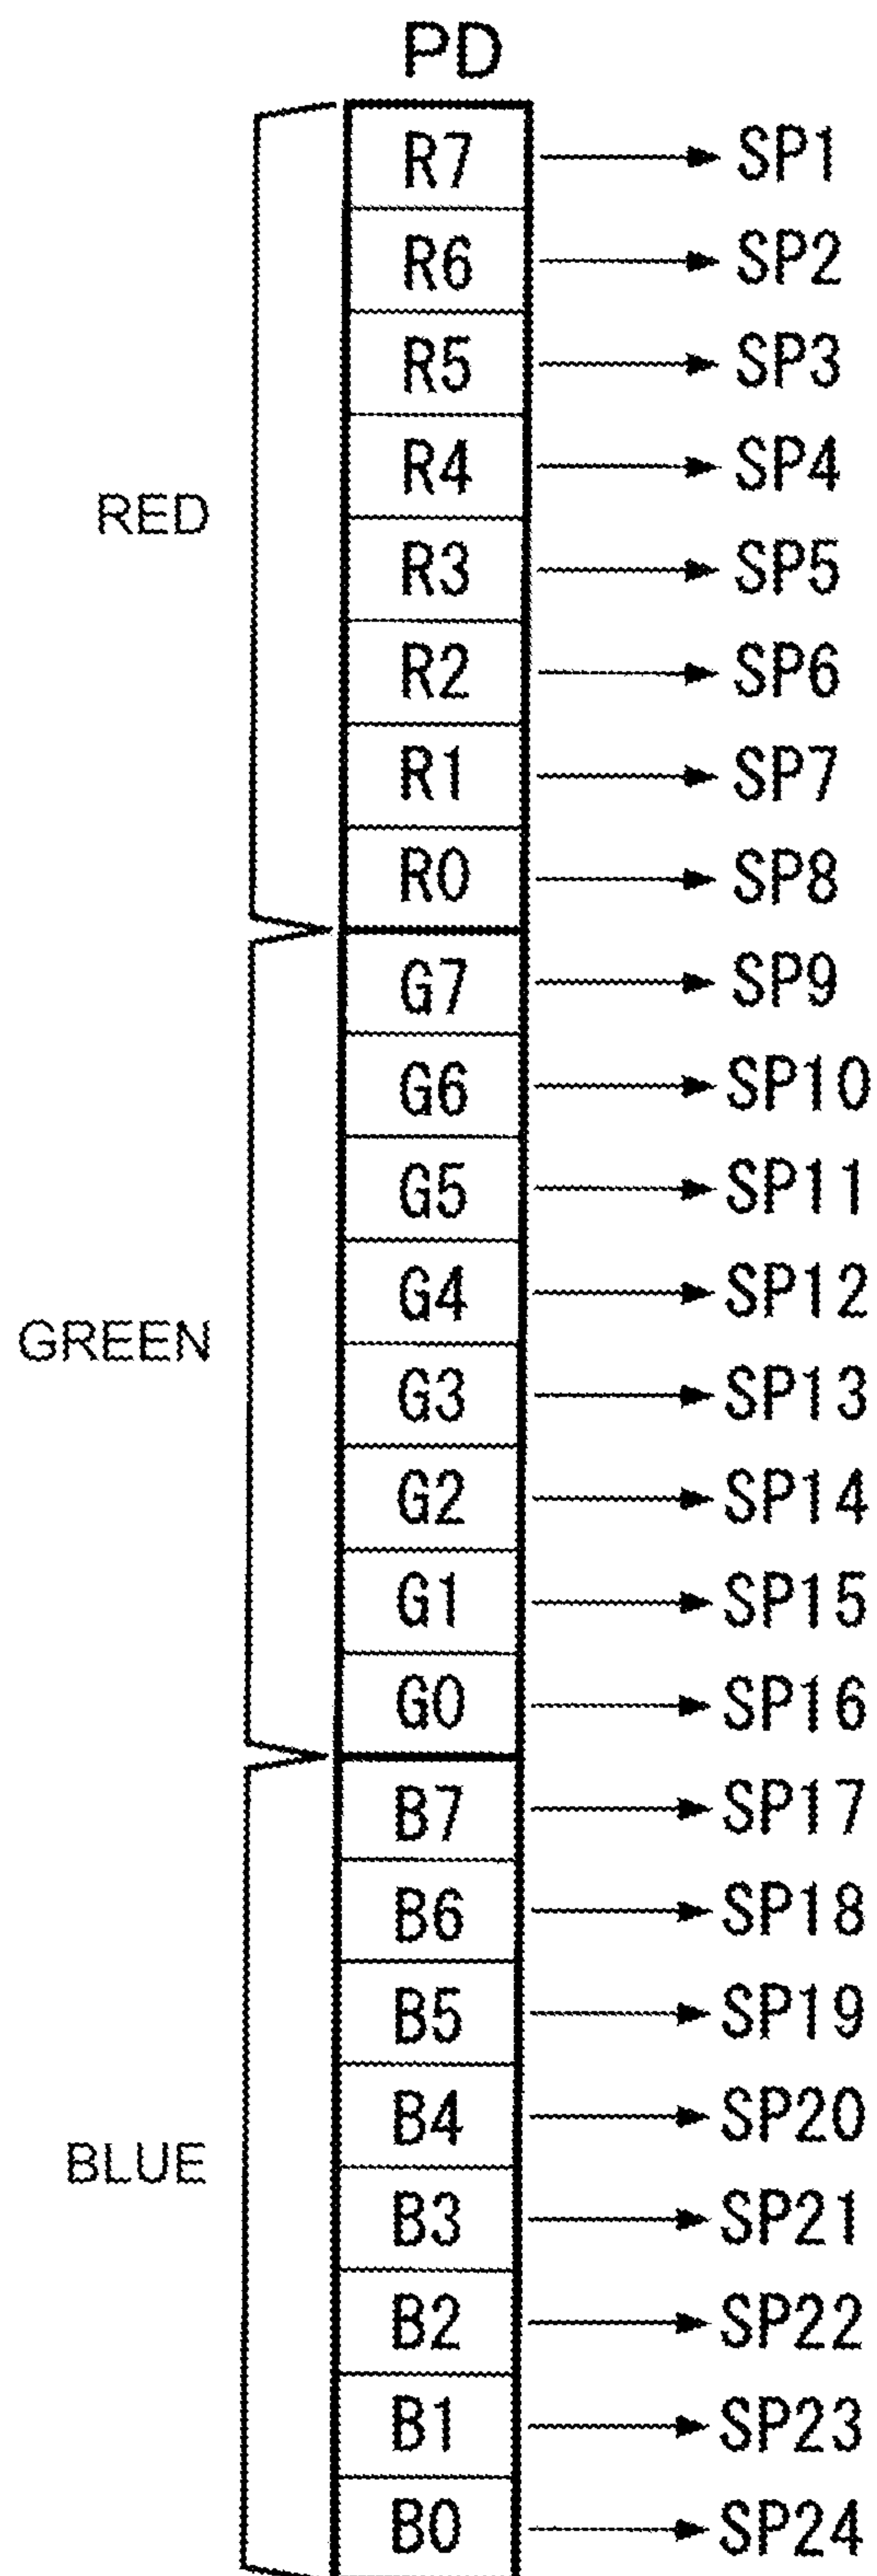 PD
R7 SP1
R6 SP2
R5 SP3
R4 SP4
RED
R3 SP5
R2 SP6
R1 SP7
R0 SP8
G7 SP9
G6 SP10
G5 SP11
G4 SP12
GREEN
G3 SP13
G2 SP14
G1 SP15
G0 SP16
B7 SP17
B6 SP18
B5 SP19
B4 SP20
BLUE
B3 SP21
B2 SP22
B1 SP23
B0 SP24